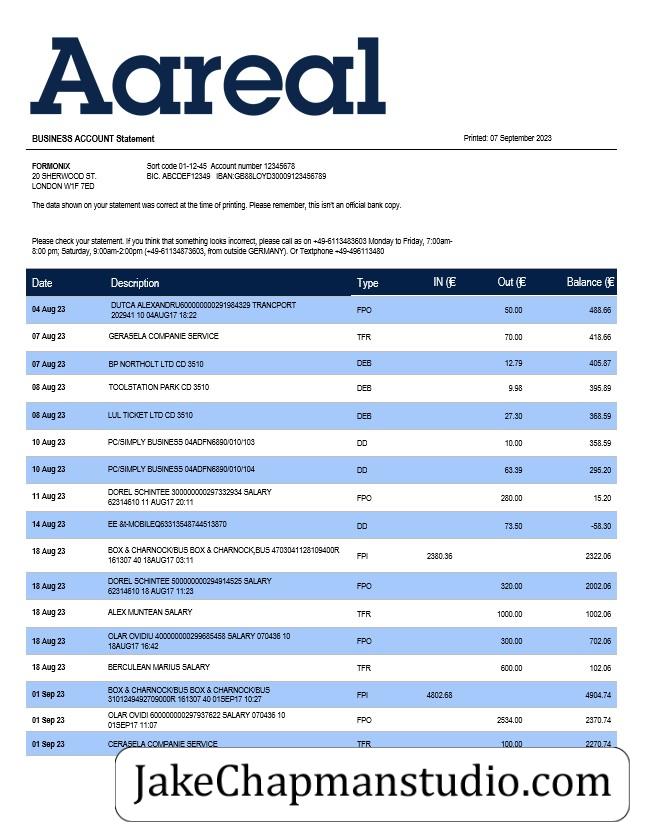 Aareal
BUSINESS ACCOUNT Statement Printed: 07 September 2023
FORMONIX Sort code 01-12-45 Account number 12345678
20 SHERWOOD ST. BIC. ABCDEF12349 IBAN:GB88LOYD30009123456789
LONDON W1F 7ED
The data shown on your statement was correct at the time of printing. Please remember, this isn't an official bank copy.
Please check your statement. If you think that something looks incorrect, please call as on +49-6113483603 Monday to Friday, 7:00am-
8:00 pm; Saturday, 9:00am-2:00pm (+49-61134873603, from outside GERMANY). Or Textphone +49-496113480
Date Description Type IN (€ Out (€ Balance (€
04 Aug 23 DUTCA ALEXANDRU600000000291984329 TRANCPORT FPO 50.00 488.66
202941 10 04AUG17 18:22
07 Aug 23 GERASELA COMPANIE SERVICE TFR 70.00 418.66
07 Aug 23 BP NORTHOLT LTD CD 3510 DEB 12.79 405.87
08 Aug 23 TOOLSTATION PARK CD 3510 DEB 9.98 395.89
08 Aug 23 LUL TICKET LTD CD 3510 DEB 27.30 368.59
10 Aug 23 PC/SIMPLY BUSINESS 04ADFN6890/010/103 DD 10.00 358.59
10 Aug 23 PC/SIMPLY BUSINESS 04ADFN6890/010/104 DD 63.39 295.20
11 Aug 23 DOREL SCHINTEE 300000000297332934 SALARY FPO 280.00 15.20
62314610 11 AUG17 20:11
14 Aug 23 EE &t-MOBILEQ63313548744513870 DD 73.50 -58.30
18 Aug 23 BOX & CHARNOCK/BUS BOX & CHARNOCK,BUS 4703041128109400R FPI 2380.36 2322.06
161307 40 18AUG17 03:11
18 Aug 23 DOREL SCHINTEE 500000000294914525 SALARY FPO 320.00 2002.06
62314610 18 AUG17 11:23
18 Aug 23 ALEX MUNTEAN SALARY TFR 1000.00 1002.06
18 Aug 23 OLAR OVIDIU 400000000299685458 SALARY 070436 10 FPO 300.00 702.06
18AUG17 16:42
18 Aug 23 BERCULEAN MARIUS SALARY TFR 600.00 102.06
01 Sep 23 BOX & CHARNOCK/BUS BOX & CHARNOCK/BUS FPI 4802.68 4904.74
3101249492709000R 161307 40 01SEP17 10:27
01 Sep 23 OLAR OVIDI 600000000297937622 SALARY 070436 10 FPO 2534.00 2370.74
01SEP17 11:07
01 Sep 23 CERASELA COMPANIE SERVICE TFR 100.00 2270.74
JakeChapmanstudio.com